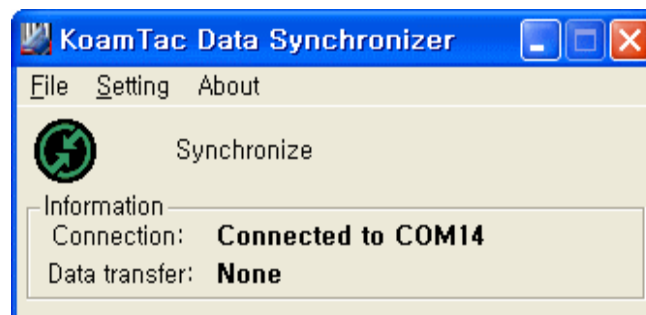 KoamTac Data Synchronizer
File Setting About
Synchronize
Information
Connection: Connected to COM14
Data transfer: None